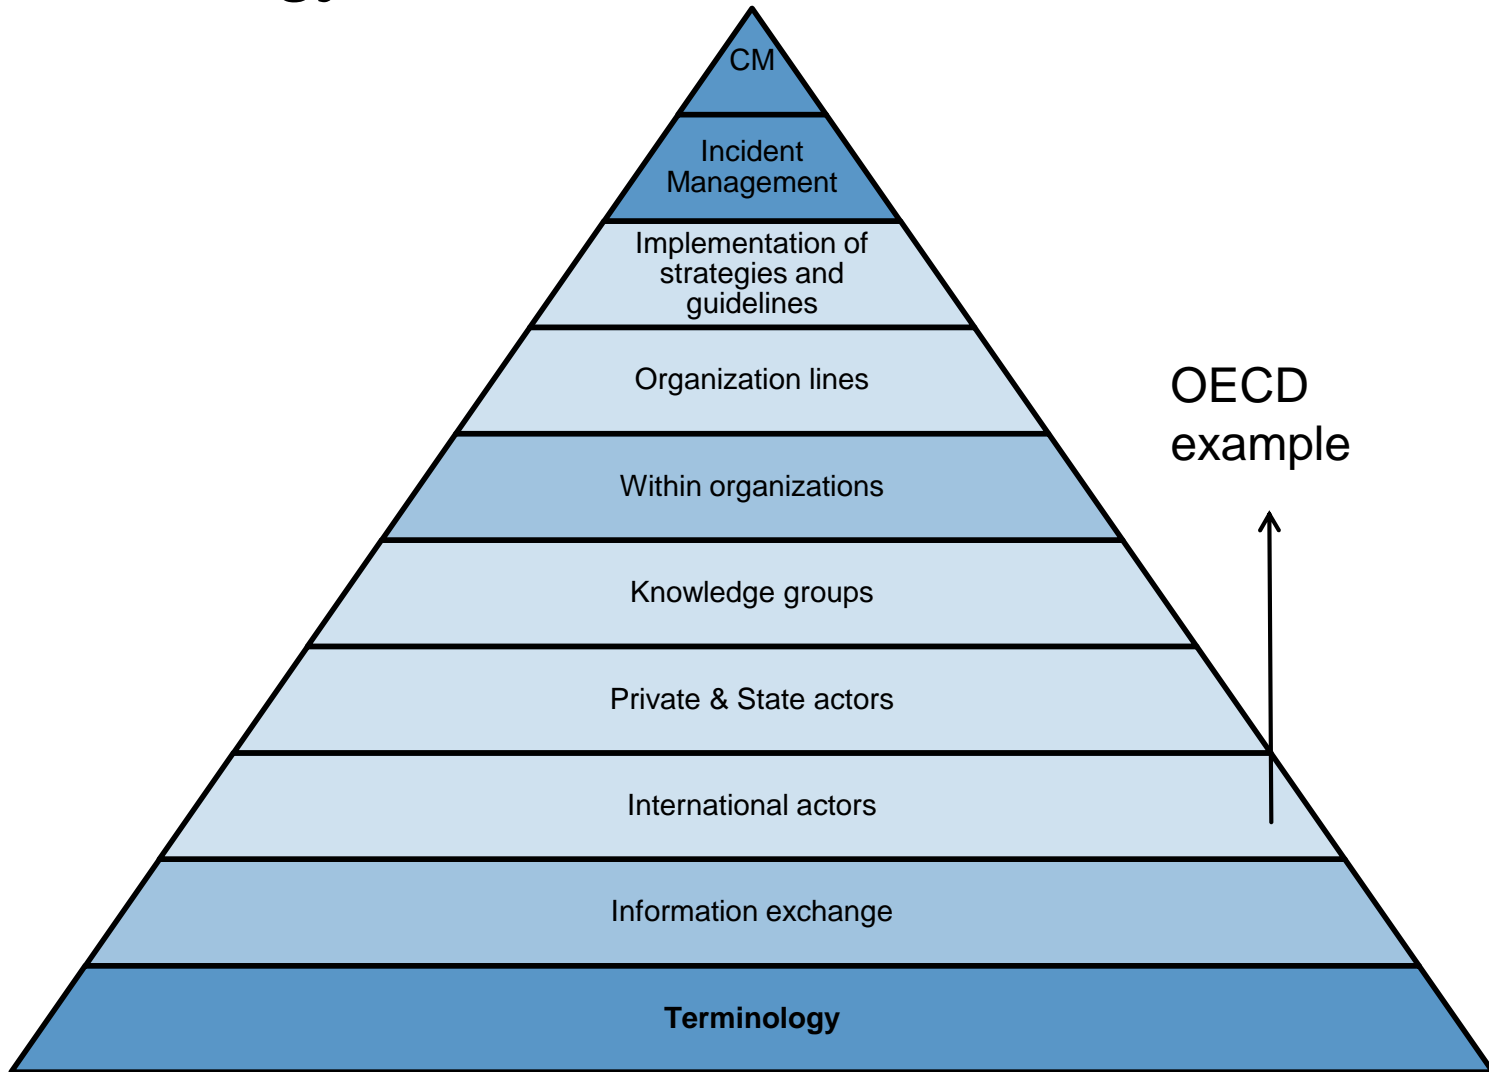 CM
Incident
Management
Implementation of
strategies and
guidelines
Organization lines
OECD
example
Within organizations
Knowledge groups
Private & State actors
International actors
Information exchange
Terminology